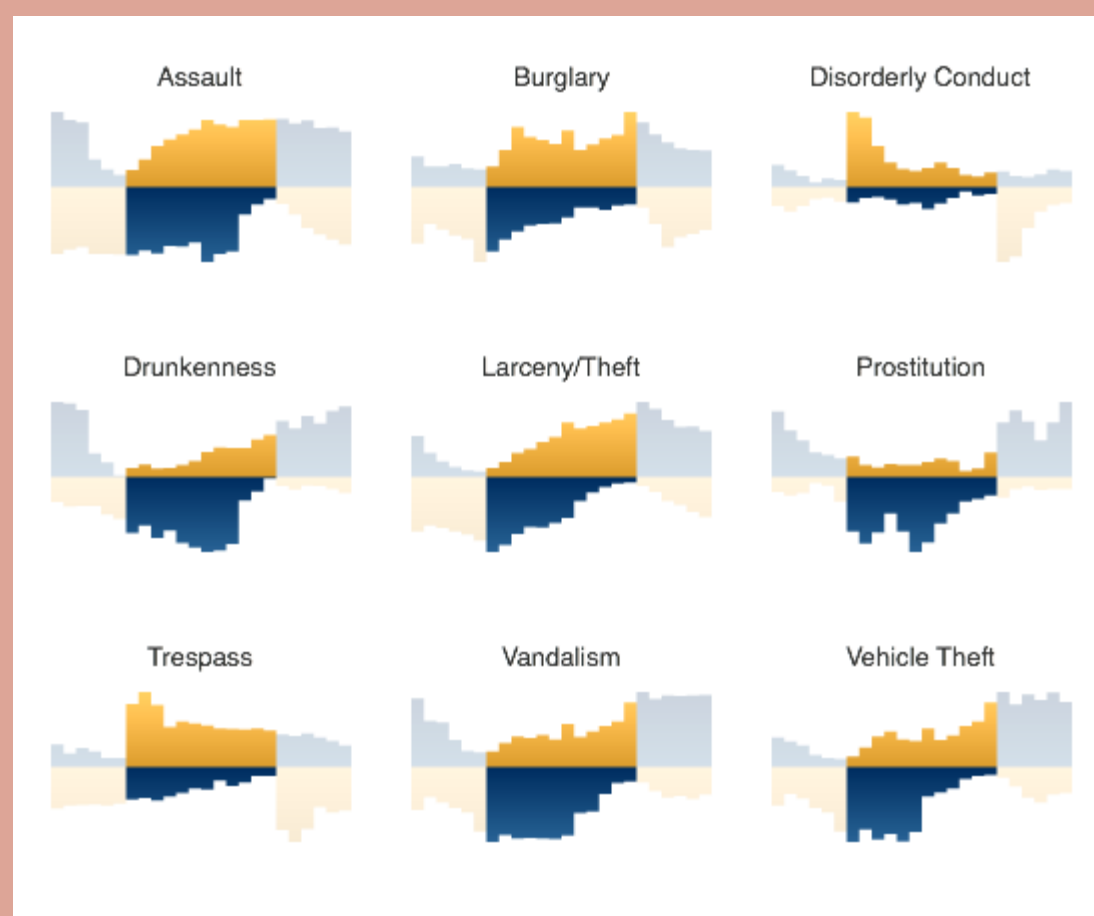 Assault
Burglary
Disorderly Conduct
Drunkenness
Larceny/Theft
Prostitution
Trespass
Vandalism
Vehicle Theft